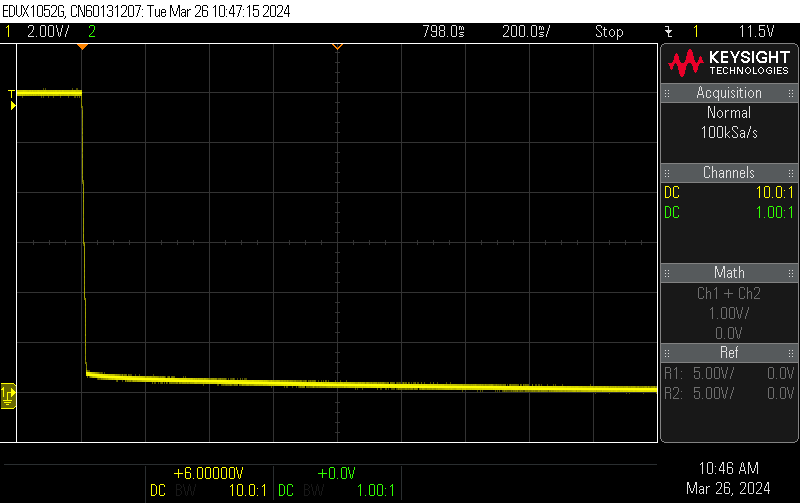 EDUX1052G, CN60131207: Tue Mar 26 10:47:15 2024
1 2.00V/ 2 798.0ms 200.0ms/ Stop 1 11.5V
T
KEYSIGHT
TECHNOLOGIES
Acquisition
Normal
100kSa/s
Channels
DC 10.0:1
DC 1.00:1
Math
Ch1 + Ch2
1.00V/
0.0V
Ref
R1: 5.00V/ 0.0V
R2: 5.00V/ 0.0V
1
+6.00000V +0.0V
DC BW 10.0:1 DC BW 1.00:1
10:46 AM
Mar 26, 2024